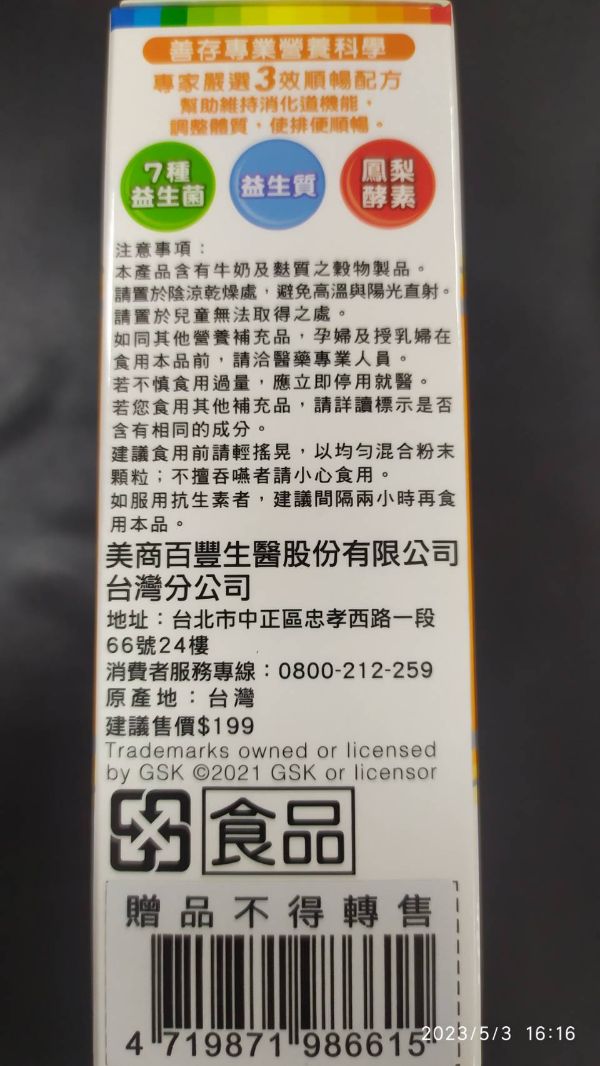 善存專業營養科學
專家嚴選3效順暢配方
幫助維持消化道機能，
調整體質，使排便順暢。
7種
益生菌
益生質
鳳梨
酵素
注意事項：
本產品含有牛奶及麩質之穀物製品。
請置於陰涼乾燥處，避免高溫與陽光直射。
請置於兒童無法取得之處。
如同其他營養補充品，孕婦及授乳婦在
食用本品前，請洽醫藥專業人員。
若不慎食用過量，應立即停用就醫。
若您食用其他補充品，請詳讀標示是否
含有相同的成分。
建議食用前請輕搖晃，以均勻混合粉末
顆粒；不擅吞嚥者請小心食用。
如服用抗生素者，建議間隔兩小時再食
用本品。
美商百豐生醫股份有限公司
台灣分公司
地址：台北市中正區忠孝西路一段
66號24樓
消費者服務專線：0800-212-259
原產地：台灣
建議售價$199
Trademarks owned or licensed
by GSK ©2021 GSK or licensor
食品
贈品不得轉售
4 719871 986615
2023/5/3 16:16